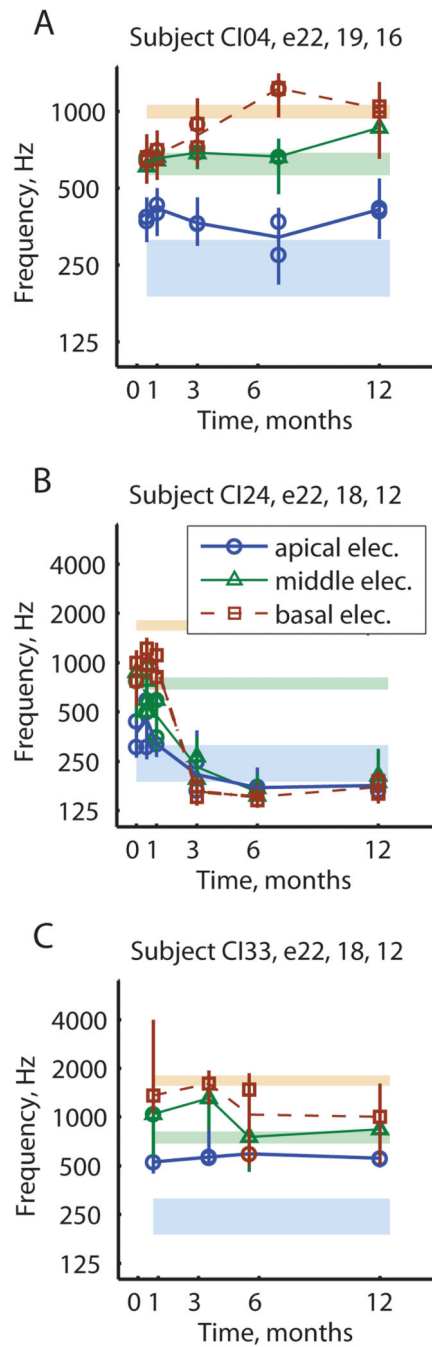 A
Subject CI04, e22, 19, 16
Frequency, Hz
1000
500
250
125
0 1 3 6 12
Time, months
B
Subject CI24, e22, 18, 12
Frequency, Hz
4000
2000
1000
500
250
125
apical elec.
middle elec.
basal elec.
0 1 3 6 12
Time, months
C
Subject CI33, e22, 18, 12
Frequency, Hz
4000
2000
1000
500
250
125
0 1 3 6 12
Time, months